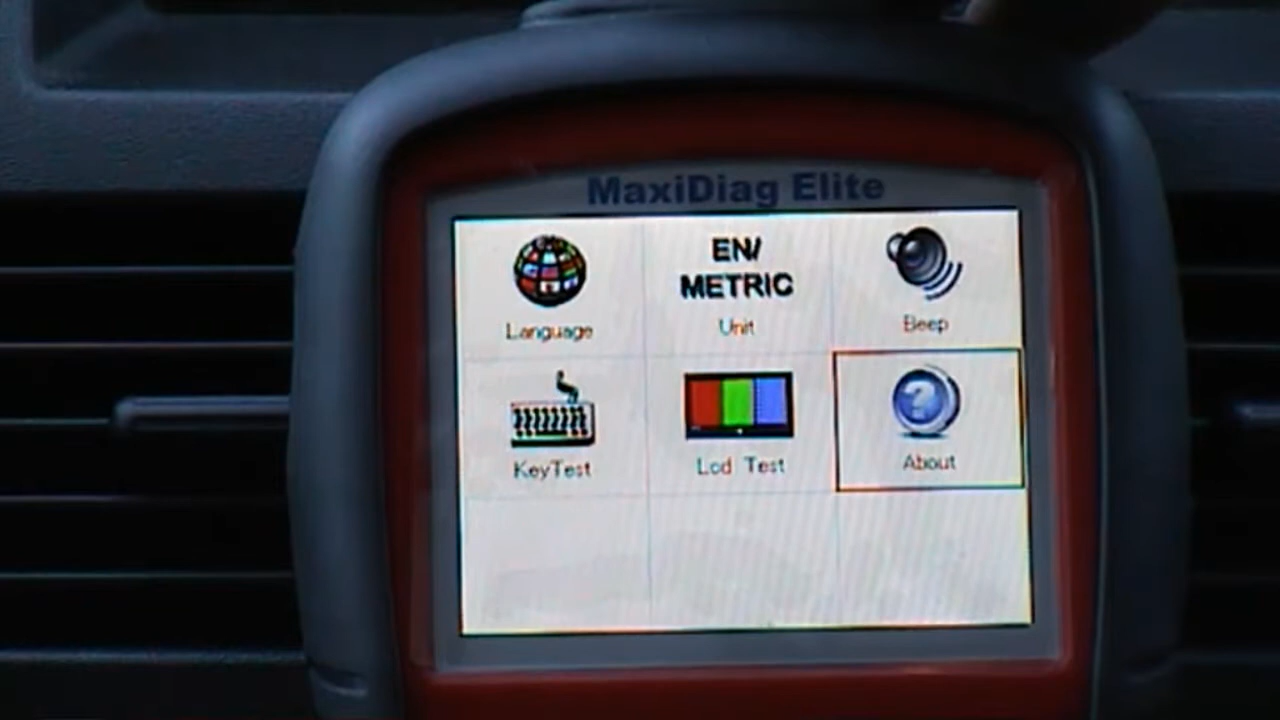 MaxiDiag Elite
EN/
METRIC
Language
Unit
Beep
KeyTest
Lcd Test
About